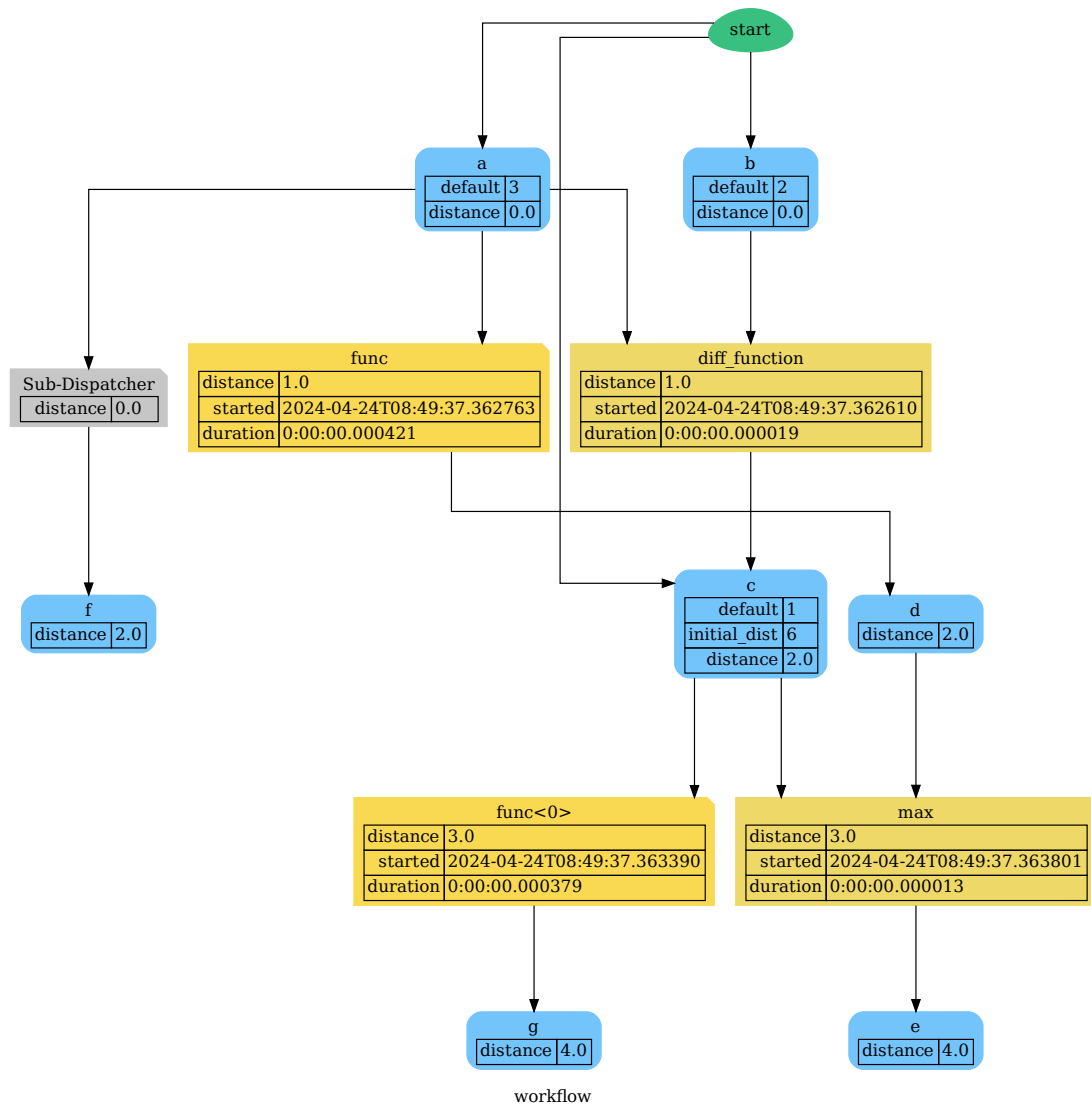 start
a
default 3
distance 0.0
b
default 2
distance 0.0
Sub-Dispatcher
distance 0.0
func
distance 1.0
started 2024-04-24T08:49:37.362763
duration 0:00:00.000421
diff_function
distance 1.0
started 2024-04-24T08:49:37.362610
duration 0:00:00.000019
f
distance 2.0
c
default 1
initial_dist 6
distance 2.0
d
distance 2.0
func<0>
distance 3.0
started 2024-04-24T08:49:37.363390
duration 0:00:00.000379
max
distance 3.0
started 2024-04-24T08:49:37.363801
duration 0:00:00.000013
g
distance 4.0
e
distance 4.0
workflow